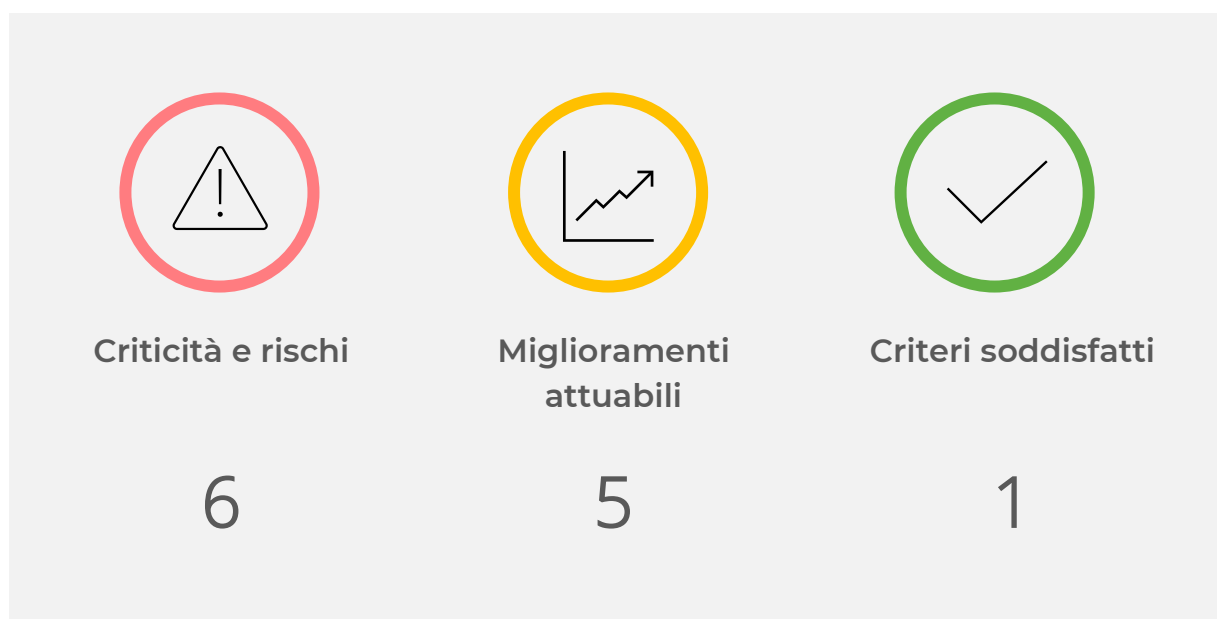 Criticità e rischi
Miglioramenti
attuabili
Criteri soddisfatti
6
5
1